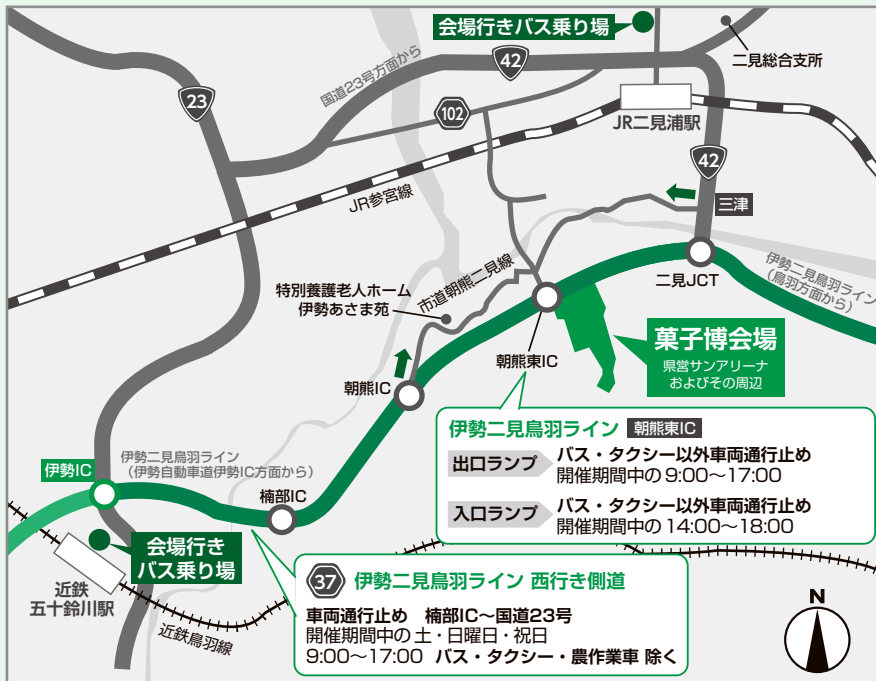 会場行きバス乗り場
二見総合支所
42
国道23号方面から
23
102
JR二見浦駅
42
JR参宮線
三津
二見JCT
伊勢二見鳥羽ライン
(鳥羽方面から)
市道朝熊二見線
特別養護老人ホーム
伊勢あさま苑
朝熊東IC
菓子博会場
県営サンアリーナ
およびその周辺
朝熊IC
伊勢二見鳥羽ライン 朝熊東IC
出口ランプ バス・タクシー以外車両通行止め
開催期間中の 9:00〜17:00
入口ランプ バス・タクシー以外車両通行止め
開催期間中の 14:00〜18:00
伊勢IC
伊勢二見鳥羽ライン
(伊勢自動車道伊勢IC方面から)
楠部IC
会場行き
バス乗り場
近鉄
五十鈴川駅
近鉄鳥羽線
37 伊勢二見鳥羽ライン 西行き側道
車両通行止め 楠部IC〜国道23号
開催期間中の 土・日曜日・祝日
9:00〜17:00 バス・タクシー・農作業車 除く
N